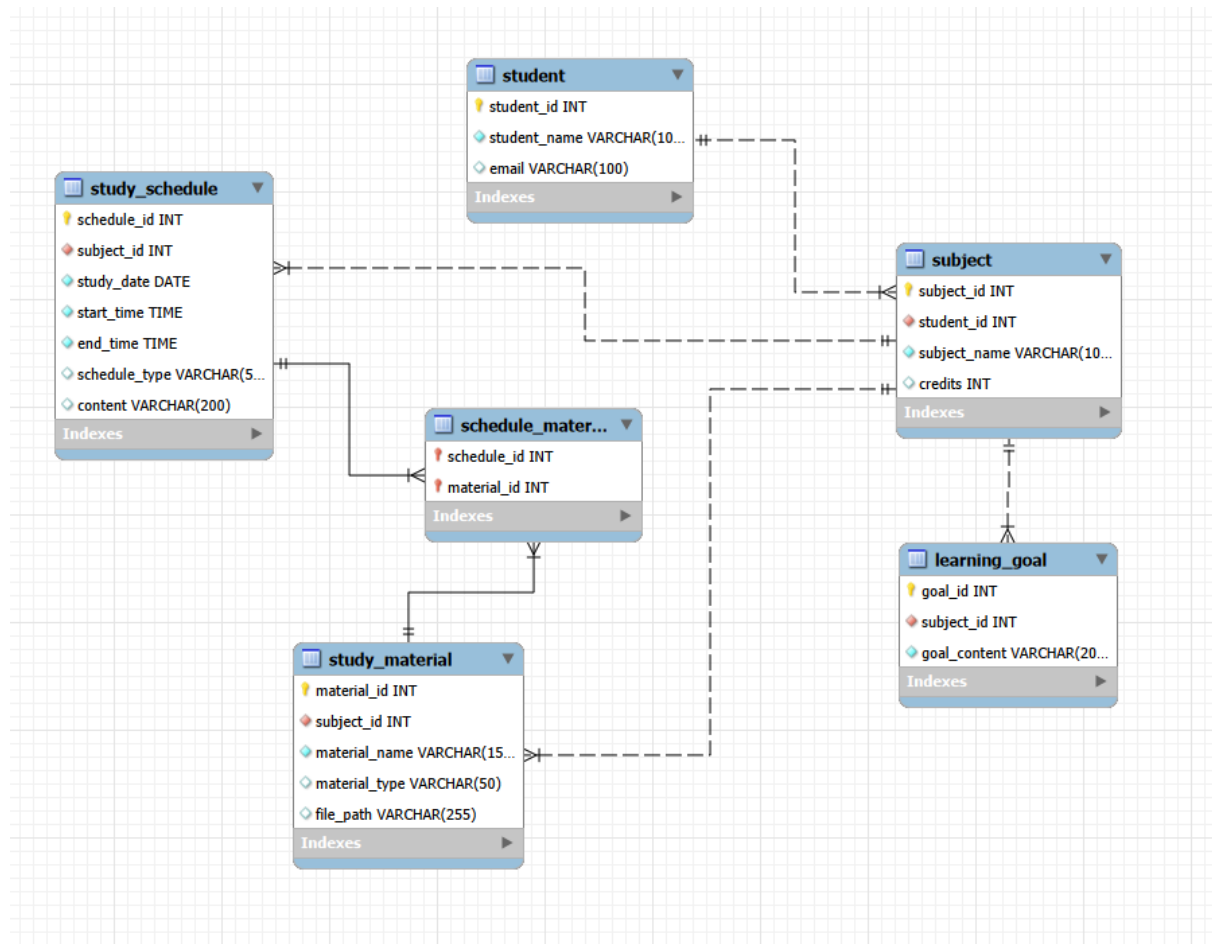 student
student_id INT
student_name VARCHAR(10...
email VARCHAR(100)
Indexes
study_schedule
schedule_id INT
subject_id INT
study_date DATE
start_time TIME
end_time TIME
schedule_type VARCHAR(5...
content VARCHAR(200)
Indexes
subject
subject_id INT
student_id INT
subject_name VARCHAR(10...
credits INT
Indexes
schedule_mater...
schedule_id INT
material_id INT
Indexes
learning_goal
goal_id INT
subject_id INT
goal_content VARCHAR(20...
Indexes
study_material
material_id INT
subject_id INT
material_name VARCHAR(15...
material_type VARCHAR(50)
file_path VARCHAR(255)
Indexes